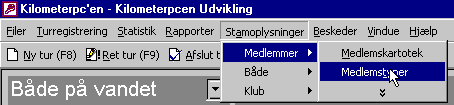 Kilometerpc'en - Kilometerpcen Udvikling
Filer Turregistrering Statistik Rapporter Stamoplysninger Beskeder Vindue Hjælp
Ny tur (F8) Ret tur (F9) Afslut t
Medlemmer
Både
Klub
Medlemskartotek
Medlemstyper
Både på vandet